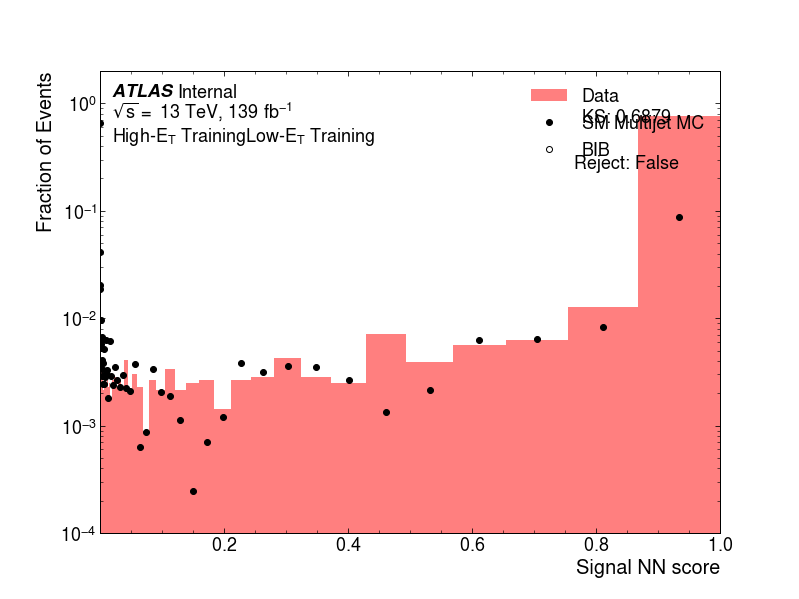 ATLAS Internal
√s = 13 TeV, 139 fb⁻¹
High-E_T TrainingLow-E_T Training
Data
KS: 0.6879
SM Multijet MC
BIB
Reject: False
Fraction of Events
10⁰
10⁻¹
10⁻²
10⁻³
10⁻⁴
0.2 0.4 0.6 0.8 1.0
Signal NN score